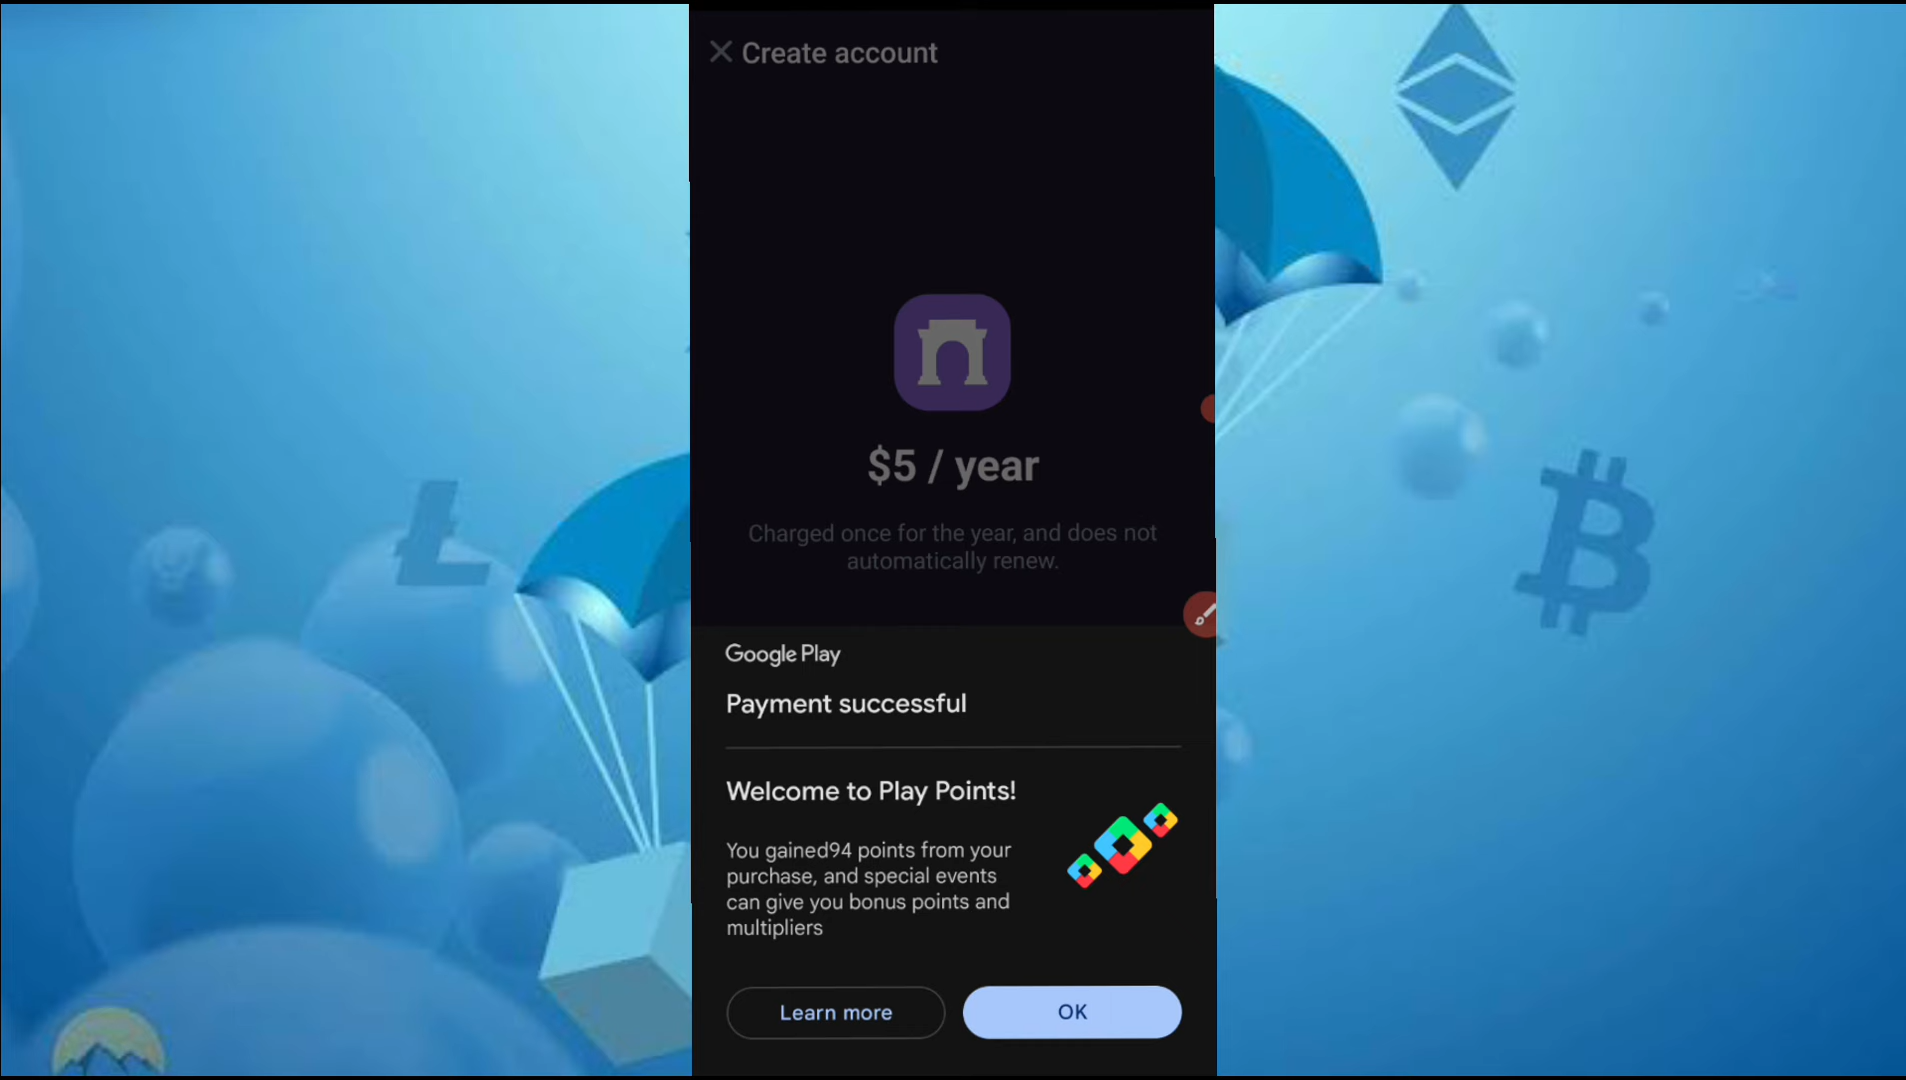 Create account
$5 / year
Charged once for the year, and does not
automatically renew.
Google Play
Payment successful
Welcome to Play Points!
You gained94 points from your
purchase, and special events
can give you bonus points and
multipliers
Learn more
OK